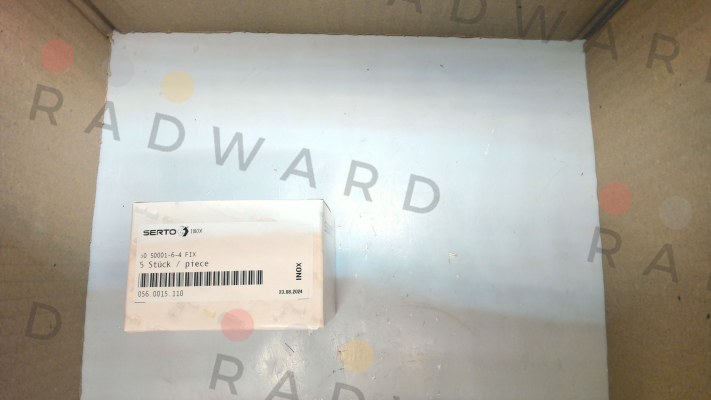 RADWARD
RADWARD
SERTO INOX
SO 50001-6-4 FIX
5 Stück / piece
056.0015.110
INOX
23.08.2024
D
RADWARD